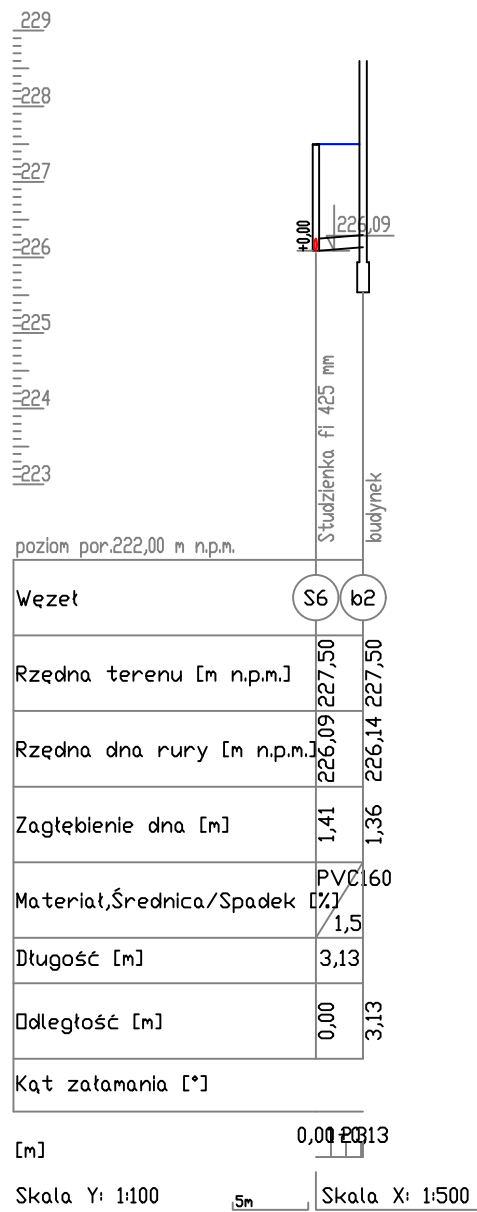 229
228
227
226
225
224
223
±0,00
226,09
Studzienka fi 425 mm
budynek
poziom por.222,00 m n.p.m.
Węzeł S6 b2
Rzędna terenu [m n.p.m.] 227,50 227,50
Rzędna dna rury [m n.p.m.] 226,09 226,14
Zagłębienie dna [m] 1,41 1,36
Materiał,Średnica/Spadek [%] PVC160 1,5
Długość [m] 3,13
Odległość [m] 0,00 3,13
Kąt załamania [°]
[m] 0,00
Skala Y: 1:100 5m Skala X: 1:500